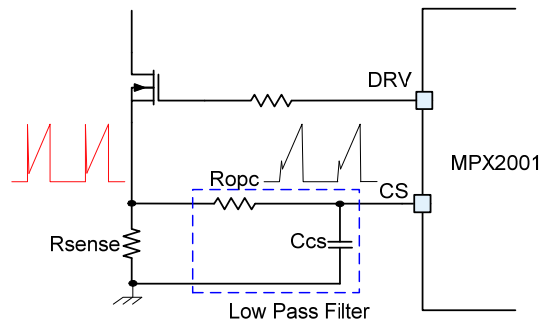 DRV
MPX2001
Ropc
CS
Rsense
Ccs
Low Pass Filter